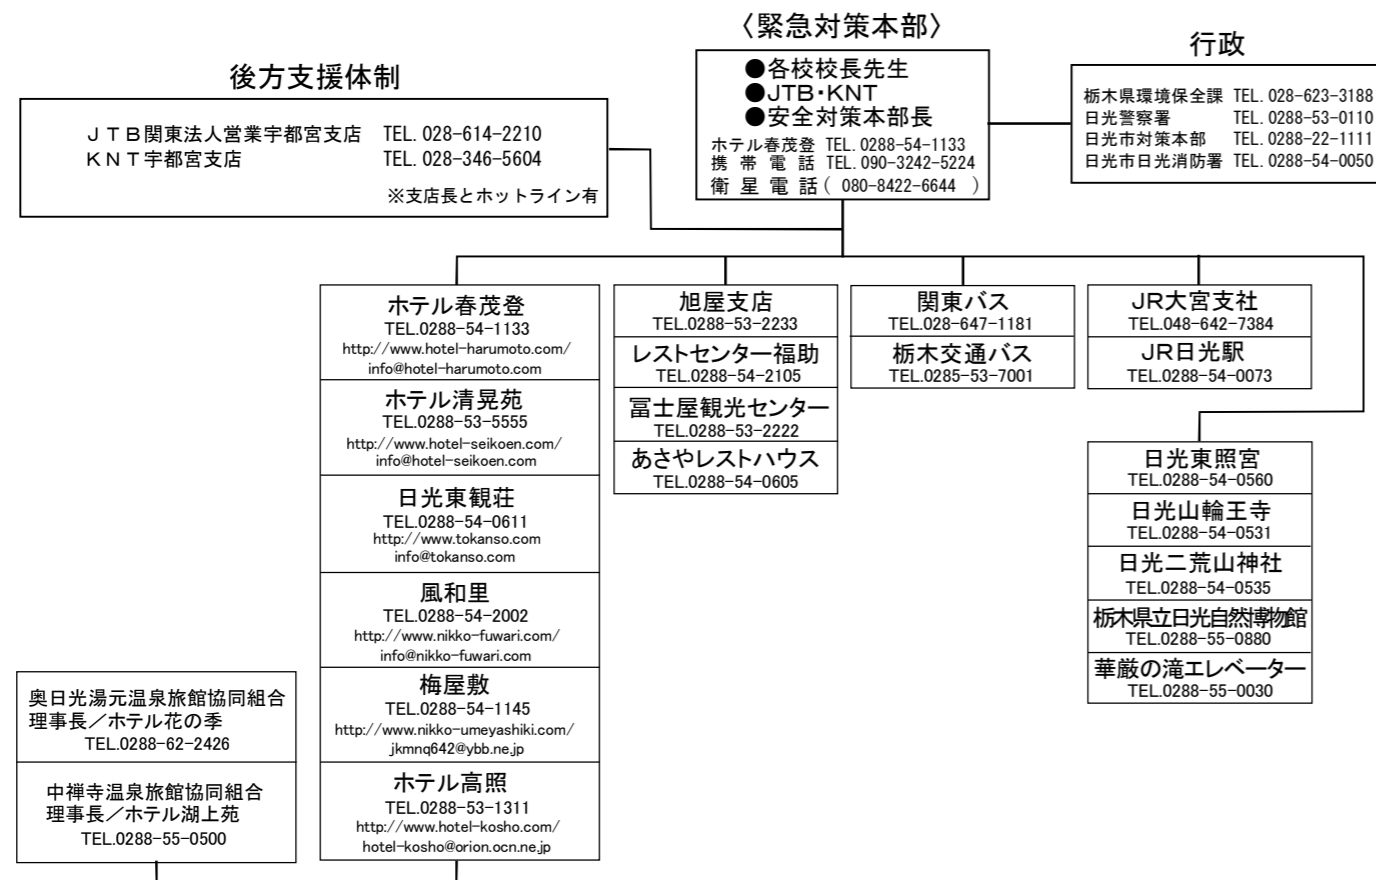 〈緊急対策本部〉
●各校校長先生
●JTB・KNT
●安全対策本部長
ホテル春茂登 TEL.0288-54-1133
携帯電話 TEL.090-3242-5224
衛星電話( 080-8422-6644 )
行政
栃木県環境保全課 TEL.028-623-3188
日光警察署 TEL.0288-53-0110
日光市対策本部 TEL.0288-22-1111
日光市日光消防署 TEL.0288-54-0050
後方支援体制
JTB関東法人営業宇都宮支店 TEL.028-614-2210
KNT宇都宮支店 TEL.028-346-5604
※支店長とホットライン有
ホテル春茂登
TEL.0288-54-1133
http://www.hotel-harumoto.com/
info@hotel-harumoto.com
ホテル清晃苑
TEL.0288-53-5555
http://www.hotel-seikoen.com/
info@hotel-seikoen.com
日光東観荘
TEL.0288-54-0611
http://www.tokanso.com
info@tokanso.com
風和里
TEL.0288-54-2002
http://www.nikko-fuwari.com/
info@nikko-fuwari.com
梅屋敷
TEL.0288-54-1145
http://www.nikko-umeyashiki.com/
jkmnq642@ybb.ne.jp
ホテル高照
TEL.0288-53-1311
http://www.hotel-kosho.com/
hotel-kosho@orion.ocn.ne.jp
旭屋支店
TEL.0288-53-2233
レストセンター福助
TEL.0288-54-2105
冨士屋観光センター
TEL.0288-53-2222
あさやレストハウス
TEL.0288-54-0605
関東バス
TEL.028-647-1181
栃木交通バス
TEL.0285-53-7001
JR大宮支社
TEL.048-642-7384
JR日光駅
TEL.0288-54-0073
日光東照宮
TEL.0288-54-0560
日光山輪王寺
TEL.0288-54-0531
日光二荒山神社
TEL.0288-54-0535
栃木県立日光自然博物館
TEL.0288-55-0880
華厳の滝エレベーター
TEL.0288-55-0030
奥日光湯元温泉旅館協同組合
理事長／ホテル花の季
TEL.0288-62-2426
中禅寺温泉旅館協同組合
理事長／ホテル湖上苑
TEL.0288-55-0500